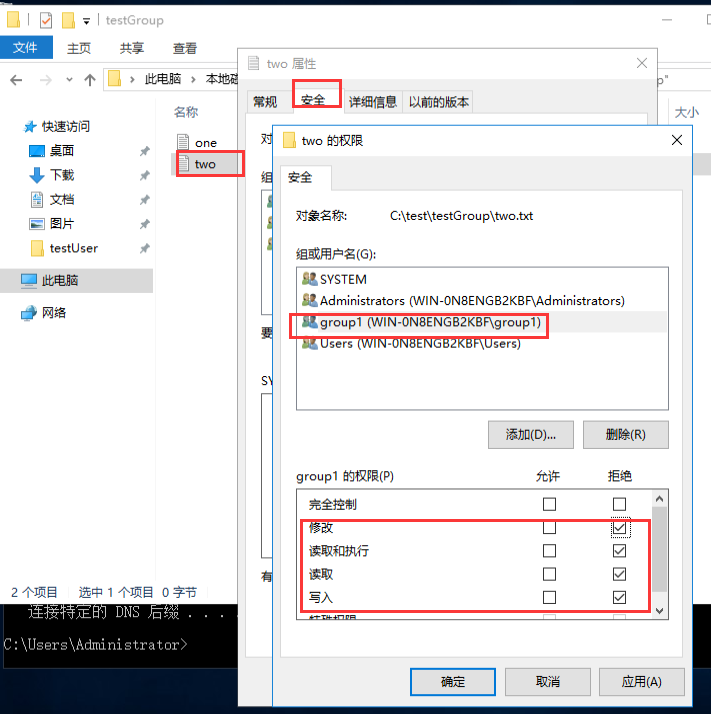 testGroup
文件 主页 共享 查看
此电脑 本地磁
名称
大小
快速访问
桌面
下载
文档
图片
testUser
此电脑
网络
one
two
2 个项目 选中 1 个项目 0 字节
连接特定的 DNS 后缀 . . . .
C:\Users\Administrator>
two 属性
常规 安全 详细信息 以前的版本
two 的权限
安全
对象名称: C:\test\testGroup\two.txt
组或用户名(G):
SYSTEM
Administrators (WIN-0N8ENGB2KBF\Administrators)
group1 (WIN-0N8ENGB2KBF\group1)
Users (WIN-0N8ENGB2KBF\Users)
添加(D)... 删除(R)
group1 的权限(P) 允许 拒绝
完全控制
修改
读取和执行
读取
写入
特殊权限
确定 取消 应用(A)